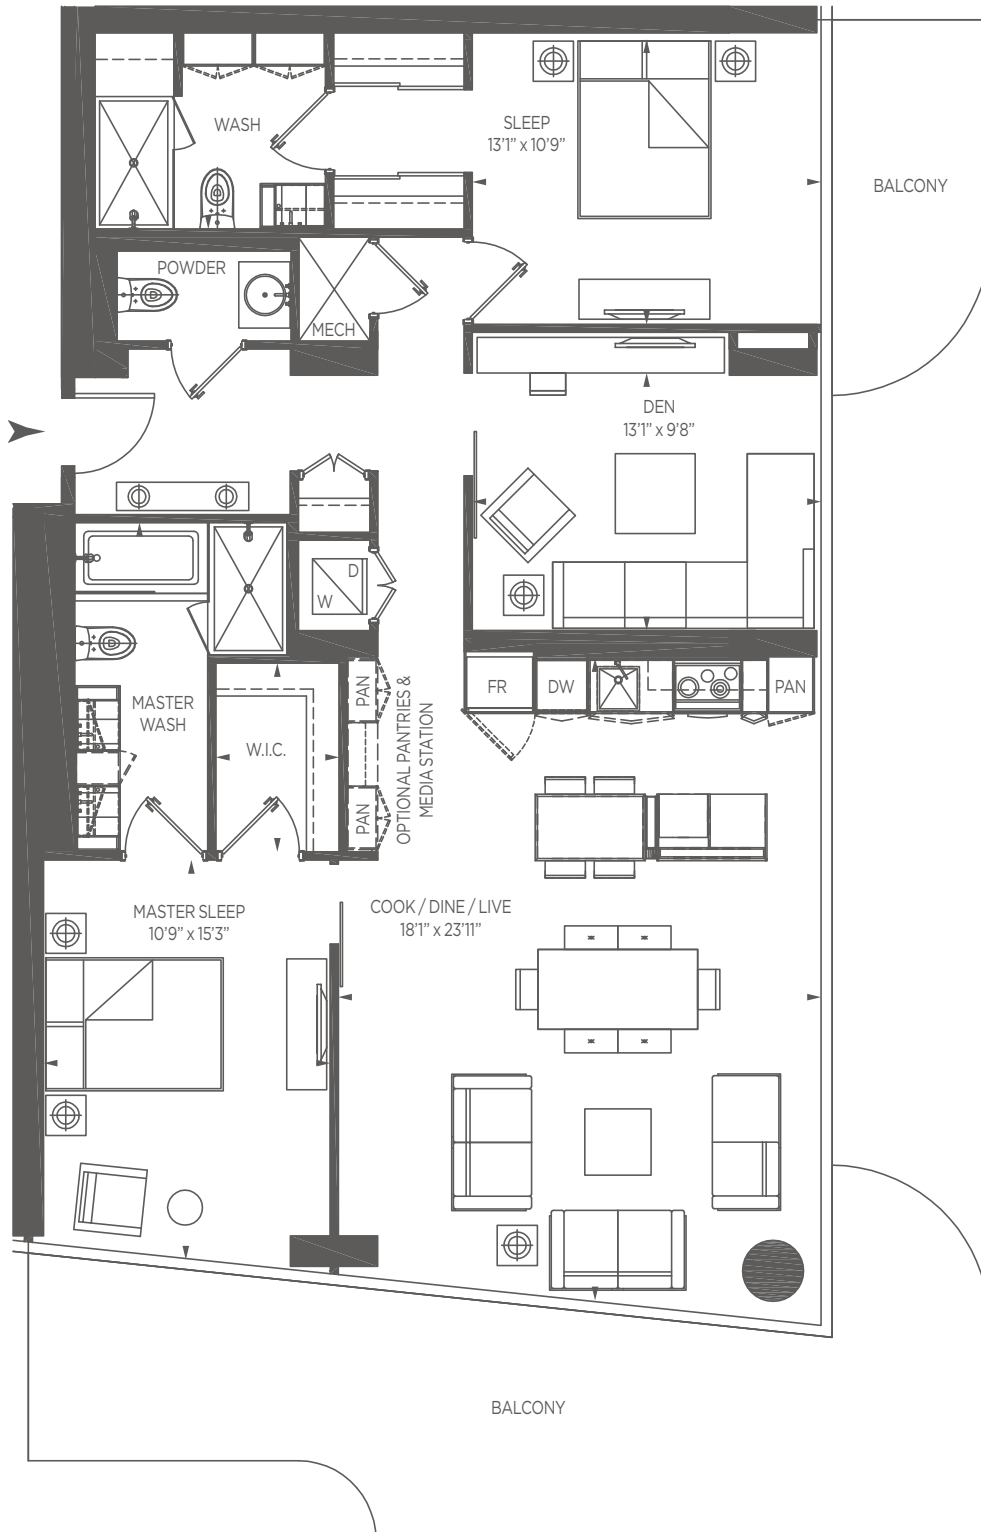 WASH
SLEEP
13'1" x 10'9"
BALCONY
POWDER
MECH
DEN
13'1" x 9'8"
D
W
MASTER
WASH
W.I.C.
PAN
PAN
OPTIONAL PANTRIES &
MEDIA STATION
FR
DW
PAN
MASTER SLEEP
10'9" x 15'3"
COOK / DINE / LIVE
18'1" x 23'11"
BALCONY